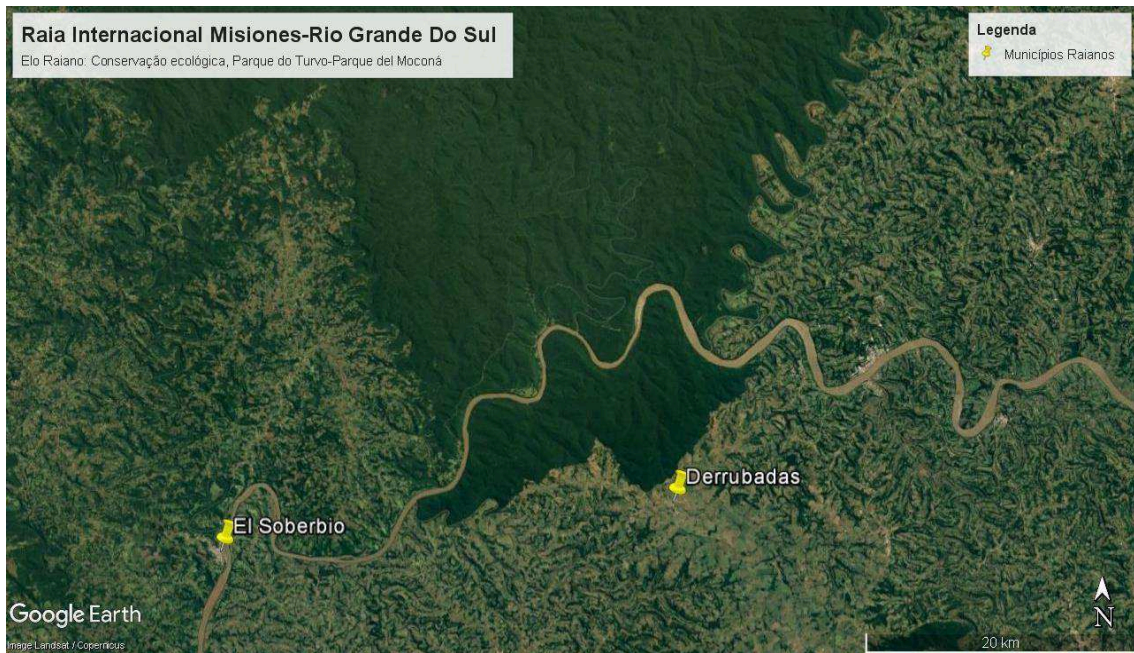 Raia Internacional Misiones-Rio Grande Do Sul
Elo Raiano: Conservação ecológica, Parque do Turvo-Parque del Moconá
Legenda
Municípios Raianos
Derrubadas
El Soberbio
Google Earth
Image Landsat / Copernicus
N
20 km